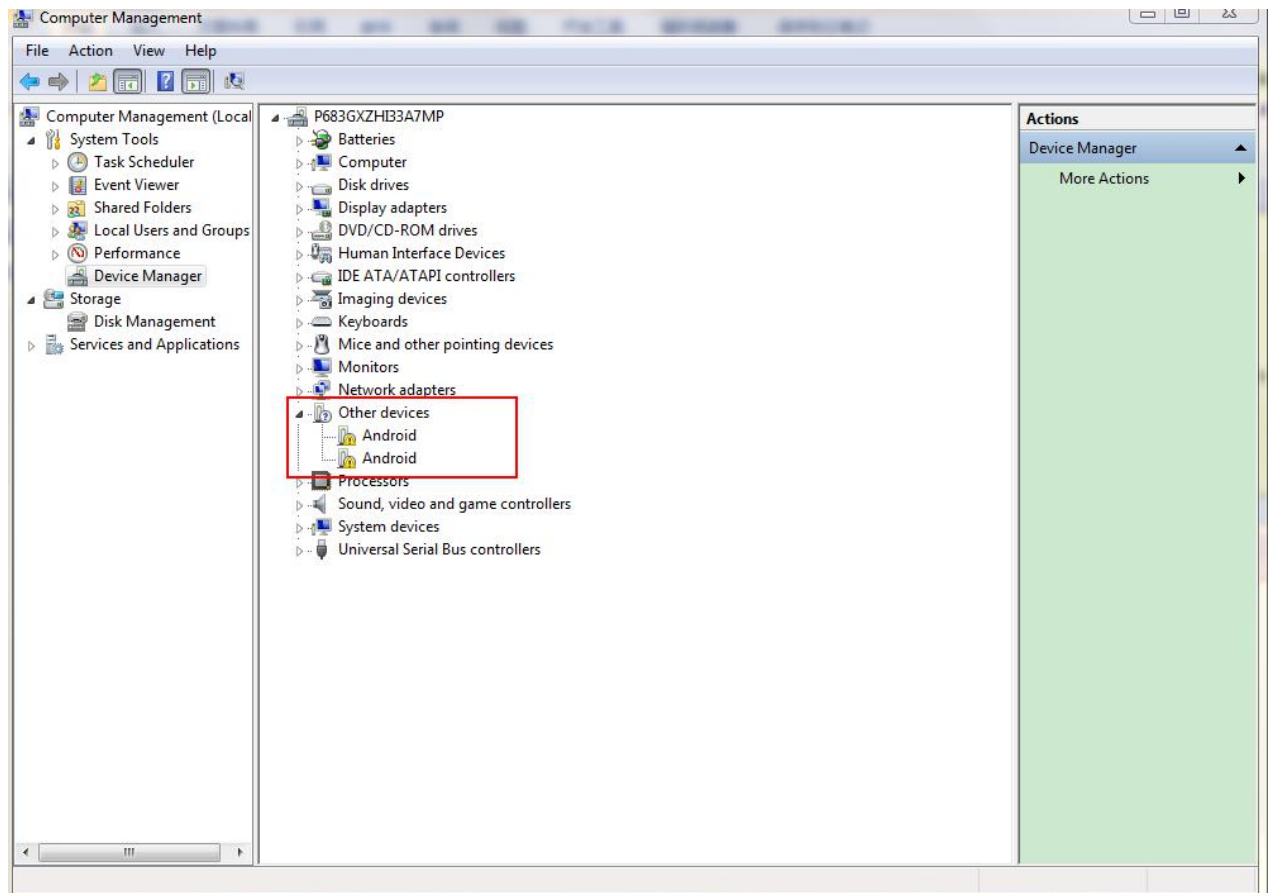 Computer Management
File Action View Help
Computer Management (Local
System Tools
Task Scheduler
Event Viewer
Shared Folders
Local Users and Groups
Performance
Device Manager
Storage
Disk Management
Services and Applications
P683GXZHI33A7MP
Batteries
Computer
Disk drives
Display adapters
DVD/CD-ROM drives
Human Interface Devices
IDE ATA/ATAPI controllers
Imaging devices
Keyboards
Mice and other pointing devices
Monitors
Network adapters
Other devices
Android
Android
Processors
Sound, video and game controllers
System devices
Universal Serial Bus controllers
Actions
Device Manager
More Actions